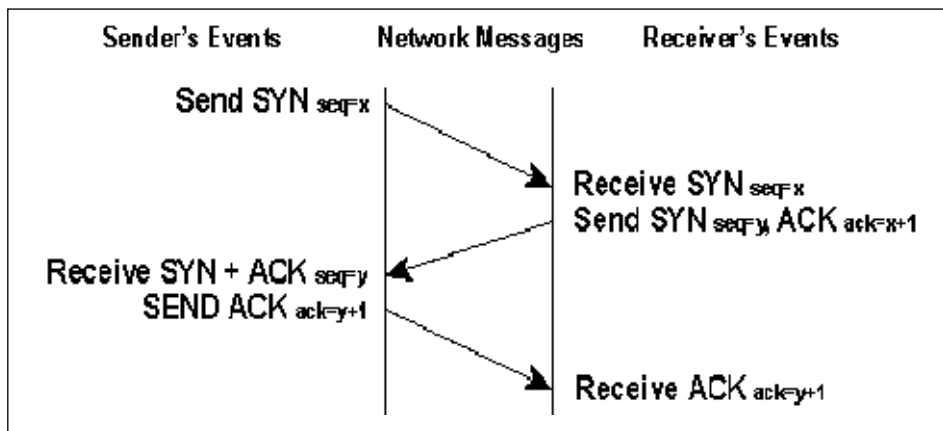 Sender's Events Network Messages Receiver's Events
Send SYN seq=x
Receive SYN seq=x
Send SYN seq=y, ACK ack=x+1
Receive SYN + ACK seq=y
SEND ACK ack=y+1
Receive ACK ack=y+1